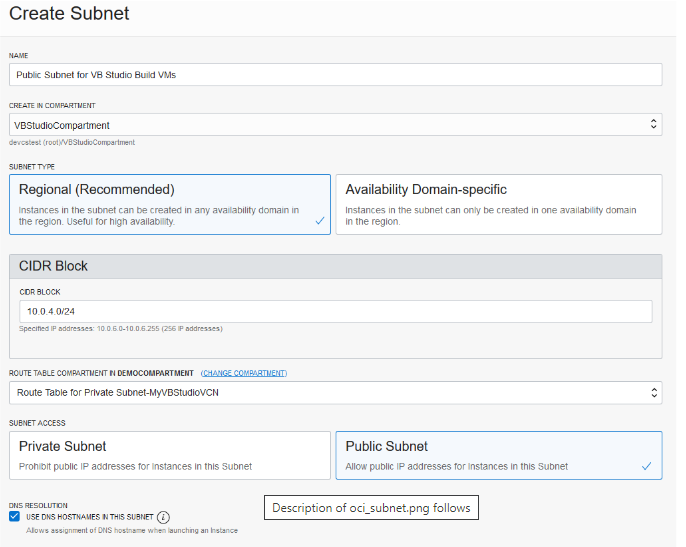 Create Subnet
NAME
Public Subnet for VB Studio Build VMs
CREATE IN COMPARTMENT
VBStudioCompartment
devcstest (root)/VBStudioCompartment
SUBNET TYPE
Regional (Recommended)
Instances in the subnet can be created in any availability domain in
the region. Useful for high availability.
Availability Domain-specific
Instances in the subnet can only be created in one availability domain
in the region.
CIDR Block
CIDR BLOCK
10.0.4.0/24
Specified IP addresses: 10.0.6.0-10.0.6.255 (256 IP addresses)
ROUTE TABLE COMPARTMENT IN DEMOCOMPARTMENT (CHANGE COMPARTMENT)
Route Table for Private Subnet-MyVBStudioVCN
SUBNET ACCESS
Private Subnet
Prohibit public IP addresses for Instances in this Subnet
Public Subnet
Allow public IP addresses for Instances in this Subnet
DNS RESOLUTION
USE DNS HOSTNAMES IN THIS SUBNET i
Allows assignment of DNS hostname when launching an Instance
Description of oci_subnet.png follows